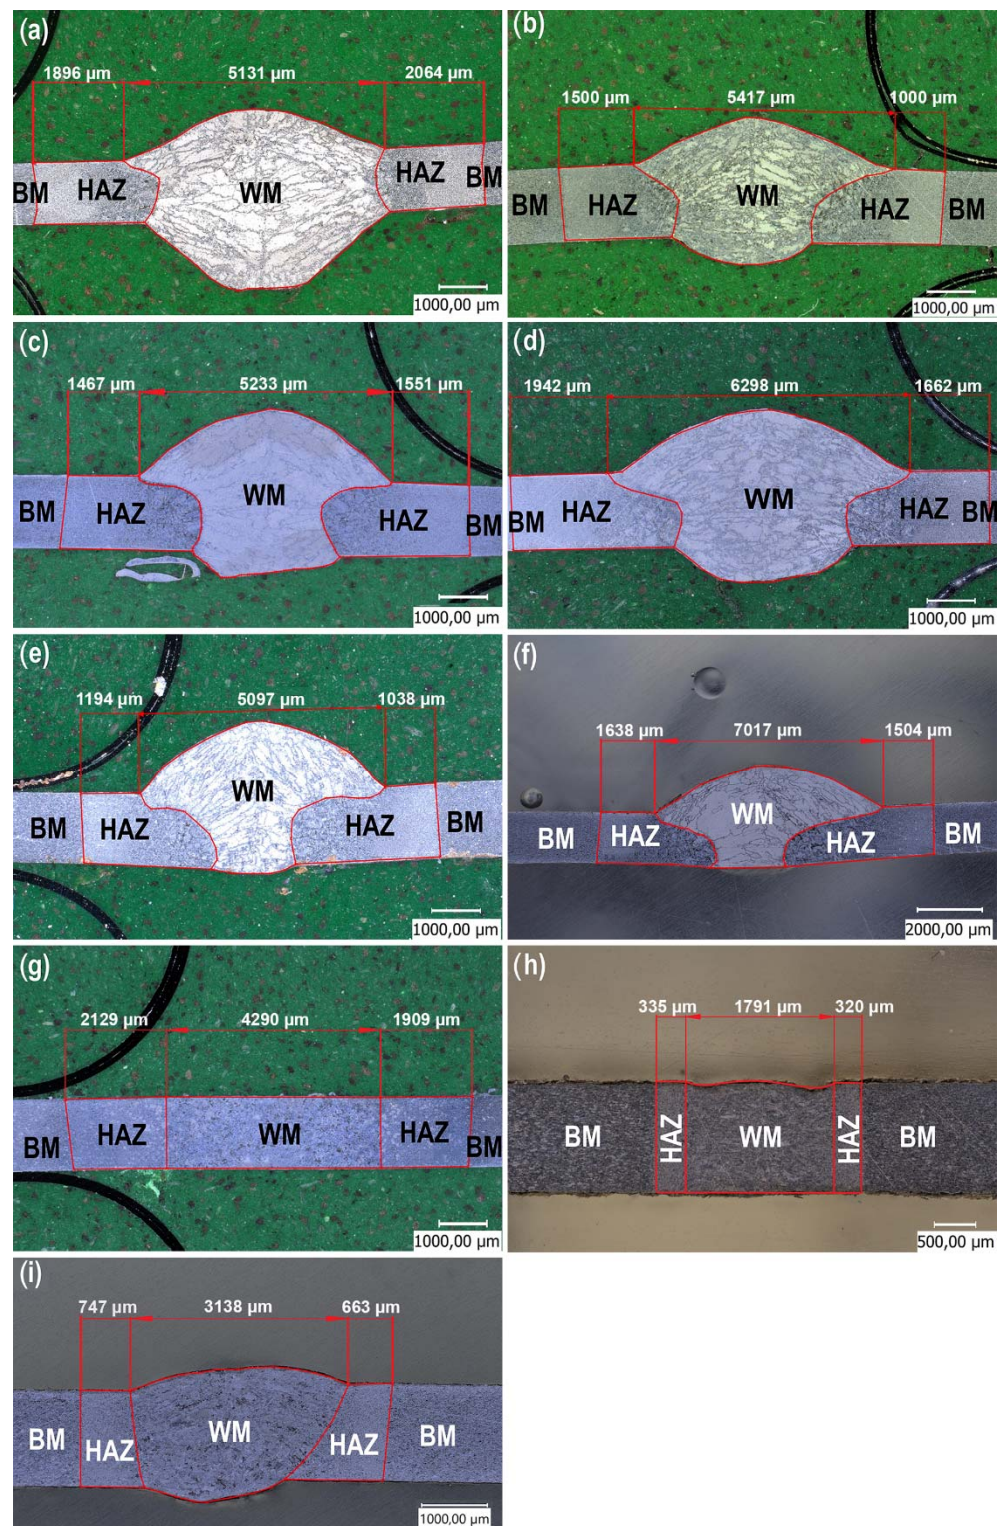 (a)
1896 µm 5131 µm 2064 µm
BM HAZ WM HAZ BM
1000,00 µm
(b)
1500 µm 5417 µm 1000 µm
BM HAZ WM HAZ BM
1000,00 µm
(c)
1467 µm 5233 µm 1551 µm
BM HAZ WM HAZ BM
1000,00 µm
(d)
1942 µm 6298 µm 1662 µm
BM HAZ WM HAZ BM
1000,00 µm
(e)
1194 µm 5097 µm 1038 µm
BM HAZ WM HAZ BM
1000,00 µm
(f)
1638 µm 7017 µm 1504 µm
BM HAZ WM HAZ BM
2000,00 µm
(g)
2129 µm 4290 µm 1909 µm
BM HAZ WM HAZ BM
1000,00 µm
(h)
335 µm 1791 µm 320 µm
BM HAZ WM HAZ BM
500,00 µm
(i)
747 µm 3138 µm 663 µm
BM HAZ WM HAZ BM
1000,00 µm